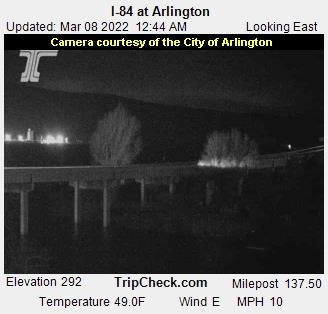 I-84 at Arlington
Updated: Mar 08 2022 12:44 AM Looking East
Camera courtesy of the City of Arlington
Elevation 292 TripCheck.com Milepost 137.50
Temperature 49.0F Wind E MPH 10